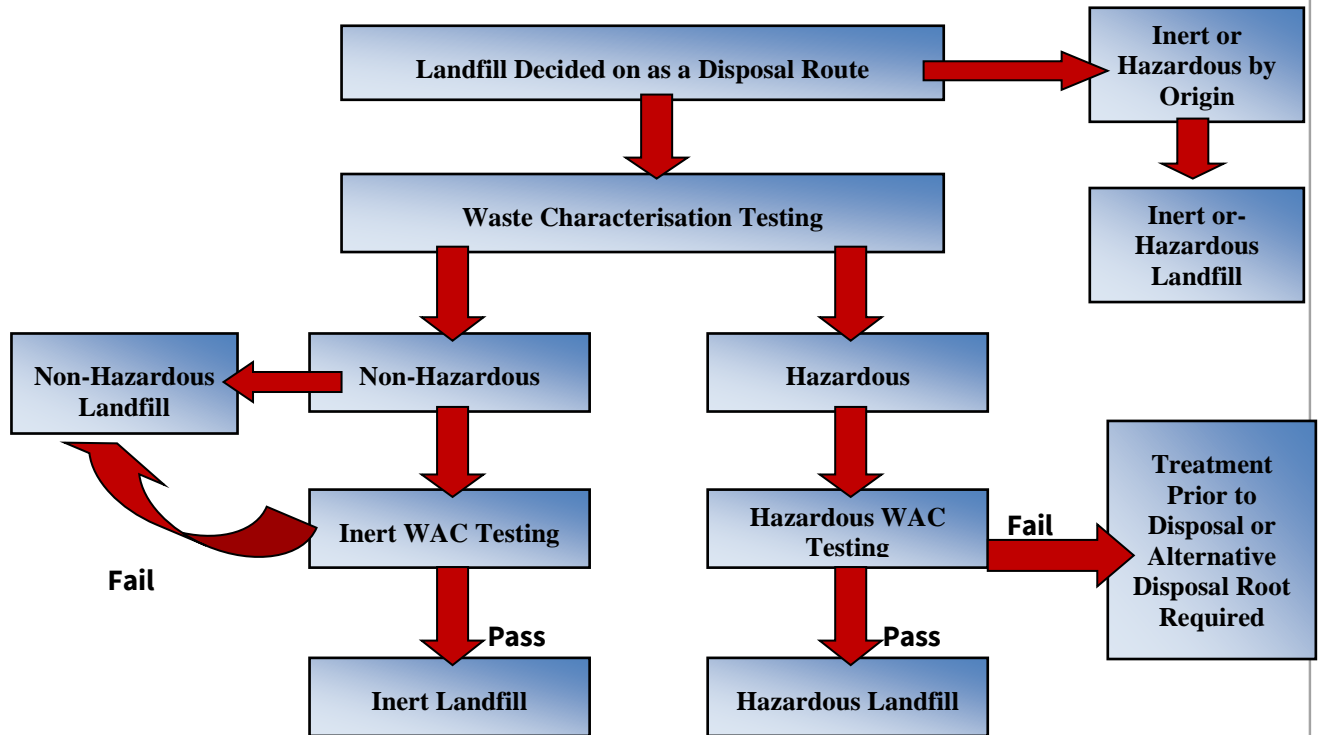 Landfill Decided on as a Disposal Route
Inert or
Hazardous by
Origin
Waste Characterisation Testing
Inert or-
Hazardous
Landfill
Non-Hazardous
Landfill
Non-Hazardous
Hazardous
Inert WAC Testing
Hazardous WAC
Testing
Fail
Treatment
Prior to
Disposal or
Alternative
Disposal Root
Required
Fail
Pass
Pass
Inert Landfill
Hazardous Landfill